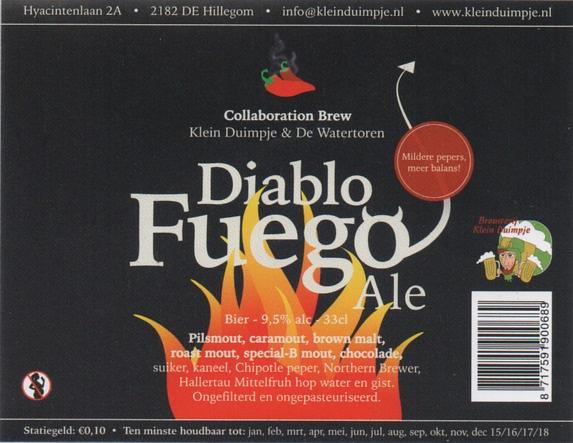 Hyacintenlaan 2A • 2182 DE Hillegom • info@kleinduimpje.nl • www.kleinduimpje.nl
Collaboration Brew
Klein Duimpje & De Watertoren
Mildere pepers,
meer balans!
Diablo
Fuego
Ale
Brouwerij
Klein Duimpje
Bier - 9,5% alc - 33cl
Pilsmout, caramout, brown malt,
roast mout, special-B mout, chocolade,
suiker, kaneel, Chipotle peper, Northern Brewer,
Hallertau Mittelfruh hop water en gist.
Ongefilterd en ongepasteuriseerd.
8 717591 900689
Statiegeld: €0,10 • Ten minste houdbaar tot: jan, feb, mrt, apr, mei, jun, jul, aug, sep, okt, nov, dec 15/16/17/18